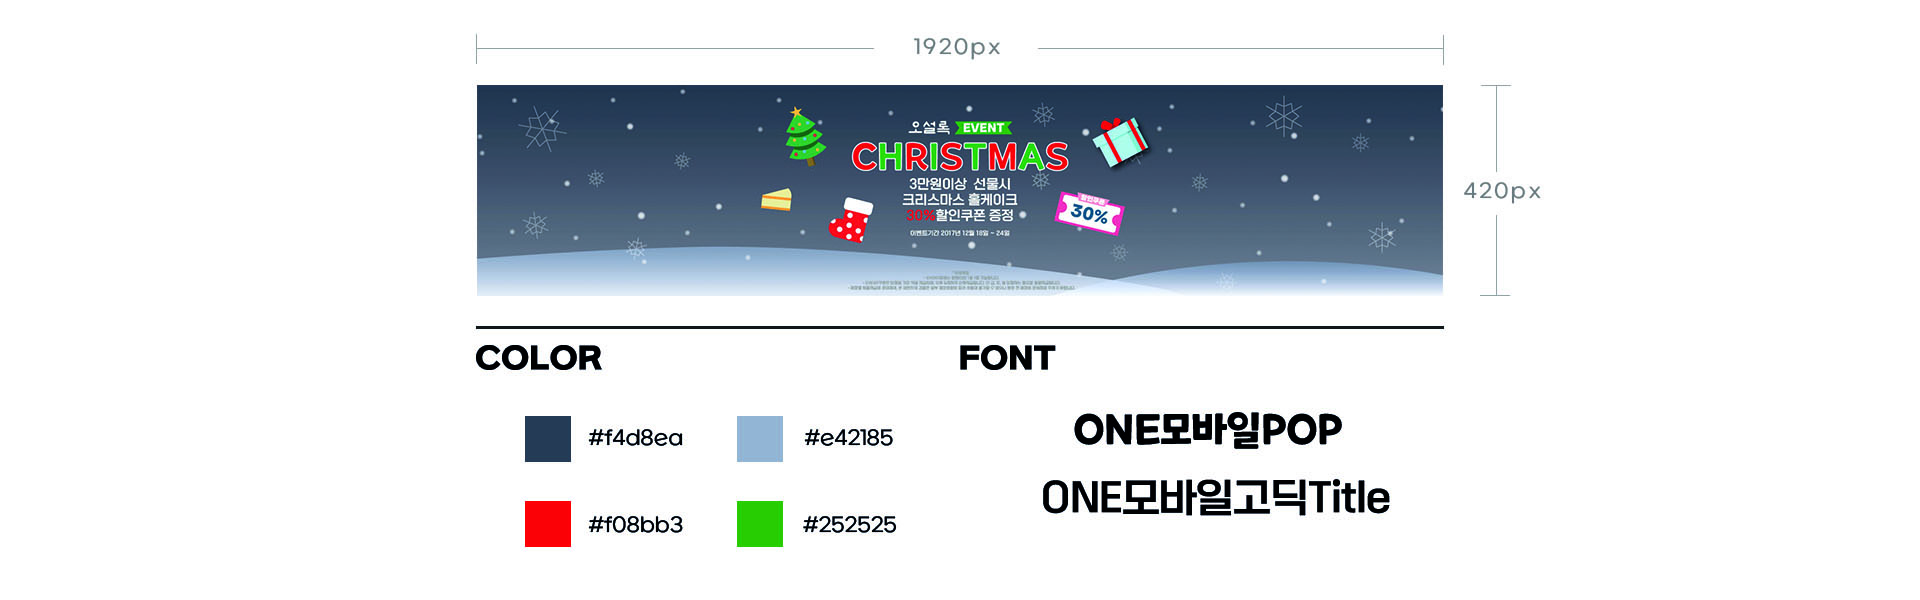 1920px
420px
오설록 EVENT
CHRISTMAS
3만원이상 선물시
크리스마스 홀케이크
30%할인쿠폰 증정
이벤트기간 2017년 12월 18일 ~ 24일
할인쿠폰
30%
COLOR
FONT
#f4d8ea
#e42185
#f08bb3
#252525
ONE모바일POP
ONE모바일고딕Title